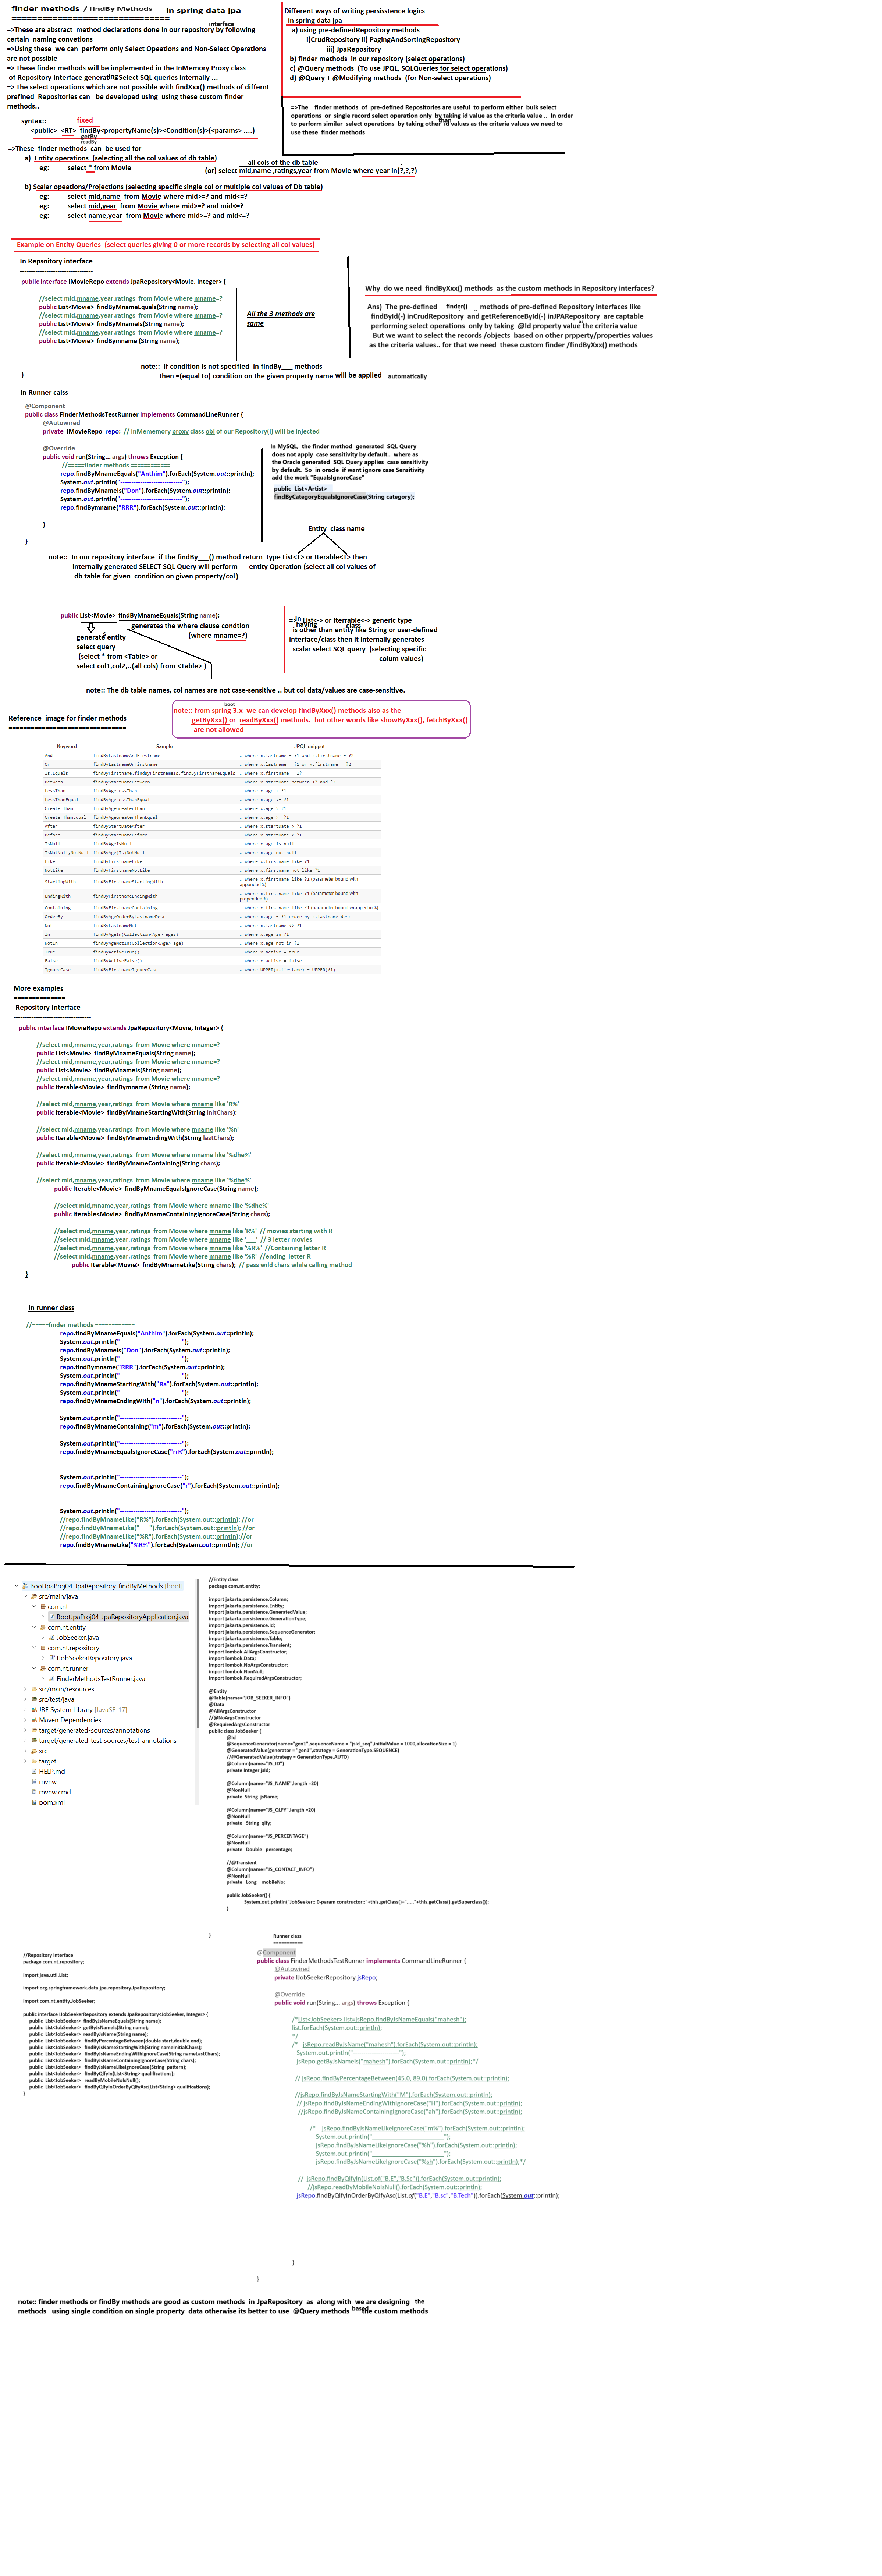 finder methods / findBy Methods in spring data jpa
===============================
interface
=>These are abstract method declarations done in our repository by following
certain naming convetions
=>Using these we can perform only Select Opeations and Non-Select Operations
are not possible
=> These finder methods will be implemented in the InMemory Proxy class
of Repository Interface generating Select SQL queries internally ...
=> The select operations which are not possible with findXxx() methods of differnt
prefined Repositories can be developed using using these custom finder
methods..
syntax:: fixed
<public> <RT> findBy<propertyName(s)><Condition(s)>(<params> ....)
getBy
readBy
Different ways of writing persisstence logics
in spring data jpa
a) using pre-definedRepository methods
i)CrudRepository ii) PagingAndSortingRepository
iii) JpaRepository
b) finder methods in our repository (select operations)
c) @Query methods (To use JPQL, SQLQueries for select operations)
d) @Query + @Modifying methods (for Non-select operations)
=>The finder methods of pre-defined Repositories are useful to perform either bulk select
operations or single record select operation only by taking id value as the criteria value .. In order
to perform similar select operations by taking other than id values as the criteria values we need to
use these finder methods
=>These finder methods can be used for
a) Entity operations (selecting all the col values of db table)
eg: select * from Movie
all cols of the db table
(or) select mid,name ,ratings,year from Movie where year in(?,?,?)
b) Scalar opeations/Projections (selecting specific single col or multiple col values of Db table)
eg: select mid,name from Movie where mid>=? and mid<=?
eg: select mid,year from Movie where mid>=? and mid<=?
eg: select name,year from Movie where mid>=? and mid<=?
Example on Entity Queries (select queries giving 0 or more records by selecting all col values)
In Repsoitory interface
---------------------------------
public interface IMovieRepo extends JpaRepository<Movie, Integer> {
//select mid,mname,year,ratings from Movie where mname=?
public List<Movie> findByMnameEquals(String name);
//select mid,mname,year,ratings from Movie where mname=?
public List<Movie> findByMnameIs(String name);
//select mid,mname,year,ratings from Movie where mname=?
public List<Movie> findBymname (String name);
All the 3 methods are
same
}
note:: if condition is not specified in findBy___ methods
then =(equal to) condition on the given property name will be applied automatically
Why do we need findByXxx() methods as the custom methods in Repository interfaces?
Ans) The pre-defined finder() methods of pre-defined Repository Interfaces like
findById(-) inCrudRepository and getReferenceById(-) inJPARepository are captable
performing select operations only by taking @Id property value as the criteria value
But we want to select the records /objects based on other prpperty/properties values
as the criteria values.. for that we need these custom finder /findByXxx() methods
In Runner calss
@Component
public class FinderMethodsTestRunner implements CommandLineRunner {
@Autowired
private IMovieRepo repo; // InMememory proxy class obj of our Repository(I) will be injected
@Override
public void run(String... args) throws Exception {
//=====finder methods ============
repo.findByMnameEquals("Anthim").forEach(System.out::println);
System.out.println("----------------------------");
repo.findByMnameIs("Don").forEach(System.out::println);
System.out.println("----------------------------");
repo.findBymname("RRR").forEach(System.out::println);
}
}
In MySQL, the finder method generated SQL Query
does not apply case sensitivity by default.. where as
the Oracle generated SQL Query applies case sensitivity
by default. So in oracle if want ignore case Sensitivity
add the work "EqualsIgnoreCase"
public List<Artist>
findByCategoryEqualsIgnoreCase(String category);
Entity class name
note:: In our repository interface if the findBy___() method return type List<T> or Iterable<T> then
internally generated SELECT SQL Query will perform entity Operation (select all col values of
db table for given condition on given property/col)
public List<Movie> findByMnameEquals(String name);
generates the where clause condtion
(where mname=?)
generates entity
select query
(select * from <Table> or
select col1,col2,..(all cols) from <Table> )
=> In List<-> or Iterrable<-> generic type
having class
is other than entity like String or user-defined
interface/class then it internally generates
scalar select SQL query (selecting specific
colum values)
note:: The db table names, col names are not case-sensitive .. but col data/values are case-sensitive.
boot
note:: from spring 3.x we can develop findByXxx() methods also as the
getByXxx() or readByXxx() methods. but other words like showByXxx(), fetchByXxx()
are not allowed
Reference image for finder methods
================================
Keyword Sample JPQL snippet
And findByLastnameAndFirstname … where x.lastname = ?1 and x.firstname = ?2
Or findByLastnameOrFirstname … where x.lastname = ?1 or x.firstname = ?2
Is,Equals findByFirstname,findByFirstnameIs,findByFirstnameEquals … where x.firstname = 1?
Between findByStartDateBetween … where x.startDate between 1? and ?2
LessThan findByAgeLessThan … where x.age < ?1
LessThanEqual findByAgeLessThanEqual … where x.age <= ?1
GreaterThan findByAgeGreaterThan … where x.age > ?1
GreaterThanEqual findByAgeGreaterThanEqual … where x.age >= ?1
After findByStartDateAfter … where x.startDate > ?1
Before findByStartDateBefore … where x.startDate < ?1
IsNull findByAgeIsNull … where x.age is null
IsNotNull,NotNull findByAge(Is)NotNull … where x.age not null
Like findByFirstnameLike … where x.firstname like ?1
NotLike findByFirstnameNotLike … where x.firstname not like ?1
StartingWith findByFirstnameStartingWith … where x.firstname like ?1 (parameter bound with
appended %)
EndingWith findByFirstnameEndingWith … where x.firstname like ?1 (parameter bound with
prepended %)
Containing findByFirstnameContaining … where x.firstname like ?1 (parameter bound wrapped in %)
OrderBy findByAgeOrderByLastnameDesc … where x.age = ?1 order by x.lastname desc
Not findByLastnameNot … where x.lastname <> ?1
In findByAgeIn(Collection<Age> ages) … where x.age in ?1
NotIn findByAgeNotIn(Collection<Age> age) … where x.age not in ?1
True findByActiveTrue() … where x.active = true
False findByActiveFalse() … where x.active = false
IgnoreCase findByFirstnameIgnoreCase … where UPPER(x.firstame) = UPPER(?1)
More examples
==============
Repository Interface
-----------------------------------
public interface IMovieRepo extends JpaRepository<Movie, Integer> {
//select mid,mname,year,ratings from Movie where mname=?
public List<Movie> findByMnameEquals(String name);
//select mid,mname,year,ratings from Movie where mname=?
public List<Movie> findByMnameIs(String name);
//select mid,mname,year,ratings from Movie where mname=?
public Iterable<Movie> findBymname (String name);
//select mid,mname,year,ratings from Movie where mname like 'R%'
public Iterable<Movie> findByMnameStartingWith(String initChars);
//select mid,mname,year,ratings from Movie where mname like '%n'
public Iterable<Movie> findByMnameEndingWith(String lastChars);
//select mid,mname,year,ratings from Movie where mname like '%dhe%'
public Iterable<Movie> findByMnameContaining(String chars);
//select mid,mname,year,ratings from Movie where mname like '%dhe%'
public Iterable<Movie> findByMnameEqualsIgnoreCase(String name);
//select mid,mname,year,ratings from Movie where mname like '%dhe%'
public Iterable<Movie> findByMnameContainingIgnoreCase(String chars);
//select mid,mname,year,ratings from Movie where mname like 'R%' // movies starting with R
//select mid,mname,year,ratings from Movie where mname like '___' // 3 letter movies
//select mid,mname,year,ratings from Movie where mname like '%R%' //Containing letter R
//select mid,mname,year,ratings from Movie where mname like '%R' //ending letter R
public Iterable<Movie> findByMnameLike(String chars); // pass wild chars while calling method
}
In runner class
//=====finder methods ============
repo.findByMnameEquals("Anthim").forEach(System.out::println);
System.out.println("----------------------------");
repo.findByMnameIs("Don").forEach(System.out::println);
System.out.println("----------------------------");
repo.findBymname("RRR").forEach(System.out::println);
System.out.println("----------------------------");
repo.findByMnameStartingWith("Ra").forEach(System.out::println);
System.out.println("----------------------------");
repo.findByMnameEndingWith("n").forEach(System.out::println);
System.out.println("----------------------------");
repo.findByMnameContaining("m").forEach(System.out::println);
System.out.println("----------------------------");
repo.findByMnameEqualsIgnoreCase("rrR").forEach(System.out::println);
System.out.println("----------------------------");
repo.findByMnameContainingIgnoreCase("r").forEach(System.out::println);
System.out.println("----------------------------");
//repo.findByMnameLike("R%").forEach(System.out::println); //or
//repo.findByMnameLike("___").forEach(System.out::println); //or
//repo.findByMnameLike("%R").forEach(System.out::println);//or
repo.findByMnameLike("%R%").forEach(System.out::println); //or
BootJpaProj04-JpaRepository-findByMethods [boot]
src/main/java
com.nt
BootJpaProj04_JpaRepositoryApplication.java
com.nt.entity
JobSeeker.java
com.nt.repository
IJobSeekerRepository.java
com.nt.runner
FinderMethodsTestRunner.java
src/main/resources
src/test/java
JRE System Library [JavaSE-17]
Maven Dependencies
target/generated-sources/annotations
target/generated-test-sources/test-annotations
src
target
HELP.md
mvnw
mvnw.cmd
pom.xml
//Entity class
package com.nt.entity;
import jakarta.persistence.Column;
import jakarta.persistence.Entity;
import jakarta.persistence.GeneratedValue;
import jakarta.persistence.GenerationType;
import jakarta.persistence.Id;
import jakarta.persistence.SequenceGenerator;
import jakarta.persistence.Table;
import jakarta.persistence.Transient;
import lombok.AllArgsConstructor;
import lombok.Data;
import lombok.NoArgsConstructor;
import lombok.NonNull;
import lombok.RequiredArgsConstructor;
@Entity
@Table(name="JOB_SEEKER_INFO")
@Data
@AllArgsConstructor
//@NoArgsConstructor
@RequiredArgsConstructor
public class JobSeeker {
@Id
@SequenceGenerator(name="gen1",sequenceName = "jsId_seq",initialValue = 1000,allocationSize = 1)
@GeneratedValue(generator = "gen1",strategy = GenerationType.SEQUENCE)
//@GeneratedValue(strategy = GenerationType.AUTO)
@Column(name="JS_ID")
private Integer jsId;
@Column(name="JS_NAME",length =20)
@NonNull
private String jsName;
@Column(name="JS_QLFY",length =20)
@NonNull
private String qlfy;
@Column(name="JS_PERCENTAGE")
@NonNull
private Double percentage;
//@Transient
@Column(name="JS_CONTACT_INFO")
@NonNull
private Long mobileNo;
public JobSeeker() {
System.out.println("JobSeeker:: 0-param constructor::"+this.getClass()+"....."+this.getClass().getSuperclass());
}
}
//Repository Interface
package com.nt.repository;
import java.util.List;
import org.springframework.data.jpa.repository.JpaRepository;
import com.nt.entity.JobSeeker;
public interface IJobSeekerRepository extends JpaRepository<JobSeeker, Integer> {
public List<JobSeeker> findByJsNameEquals(String name);
public List<JobSeeker> getByJsNameIs(String name);
public List<JobSeeker> readByJsName(String name);
public List<JobSeeker> findByPercentageBetween(double start,double end);
public List<JobSeeker> findByJsNameStartingWith(String nameInitialChars);
public List<JobSeeker> findByJsNameEndingWithIgnoreCase(String nameLastChars);
public List<JobSeeker> findByJsNameContainingIgnoreCase(String chars);
public List<JobSeeker> findByJsNameLikeIgnoreCase(String pattern);
public List<JobSeeker> findByQlfyIn(List<String> qualifications);
public List<JobSeeker> readByMobileNoIsNull();
public List<JobSeeker> findByQlfyInOrderByQlfyAsc(List<String> qualifications);
}
Runner class
===========
@Component
public class FinderMethodsTestRunner implements CommandLineRunner {
@Autowired
private IJobSeekerRepository jsRepo;
@Override
public void run(String... args) throws Exception {
/*List<JobSeeker> list=jsRepo.findByJsNameEquals("mahesh");
list.forEach(System.out::println);
*/
/* jsRepo.readByJsName("mahesh").forEach(System.out::println);
System.out.println("--------------------");
jsRepo.getByJsNameIs("mahesh").forEach(System.out::println);*/
// jsRepo.findByPercentageBetween(45.0, 89.0).forEach(System.out::println);
//jsRepo.findByJsNameStartingWith("M").forEach(System.out::println);
// jsRepo.findByJsNameEndingWithIgnoreCase("H").forEach(System.out::println);
//jsRepo.findByJsNameContainingIgnoreCase("ah").forEach(System.out::println);
/* jsRepo.findByJsNameLikeIgnoreCase("m%").forEach(System.out::println);
System.out.println("______________________");
jsRepo.findByJsNameLikeIgnoreCase("%h").forEach(System.out::println);
System.out.println("______________________");
jsRepo.findByJsNameLikeIgnoreCase("%sh").forEach(System.out::println);*/
// jsRepo.findByQlfyIn(List.of("B.E","B.Sc")).forEach(System.out::println);
//jsRepo.readByMobileNoIsNull().forEach(System.out::println);
jsRepo.findByQlfyInOrderByQlfyAsc(List.of("B.E","B.sc","B.Tech")).forEach(System.out::println);
}
}
note:: finder methods or findBy methods are good as custom methods in JpaRepository as along with we are designing the
methods using single condition on single property data otherwise its better to use @Query methods based the custom methods